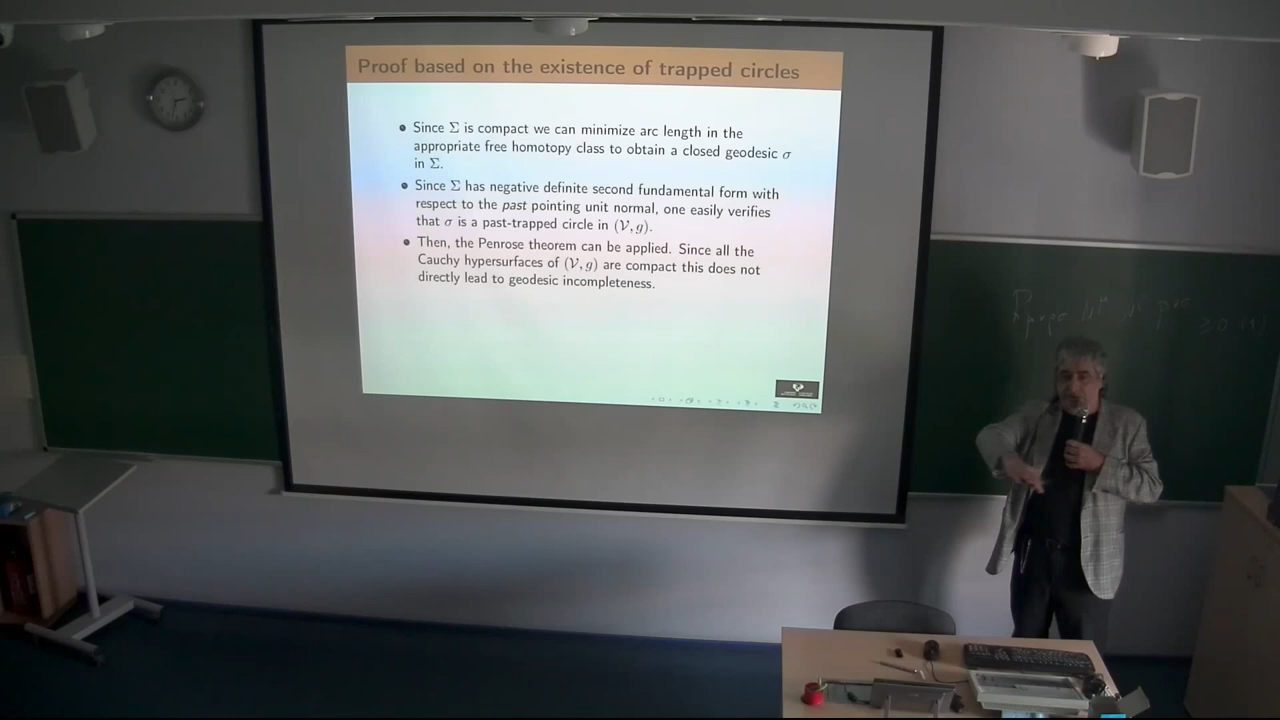 Proof based on the existence of trapped circles
• Since Σ is compact we can minimize arc length in the
appropriate free homotopy class to obtain a closed geodesic σ
in Σ.
• Since Σ has negative definite second fundamental form with
respect to the past pointing unit normal, one easily verifies
that σ is a past-trapped circle in (𝒱, g).
• Then, the Penrose theorem can be applied. Since all the
Cauchy hypersurfaces of (𝒱, g) are compact this does not
directly lead to geodesic incompleteness.